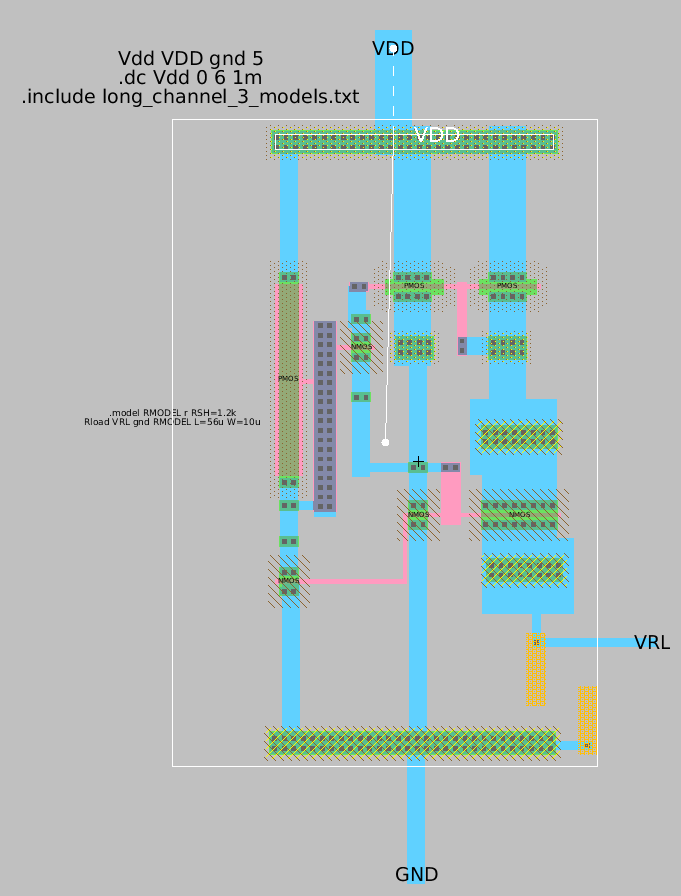 VDD
Vdd VDD gnd 5
.dc Vdd 0 6 1m
.include long_channel_3_models.txt
VDD
PMOS
PMOS
NMOS
PMOS
.model RMODEL r RSH=1.2k
Rload VRL gnd RMODEL L=56u W=10u
NMOS
NMOS
NMOS
VRL
GND